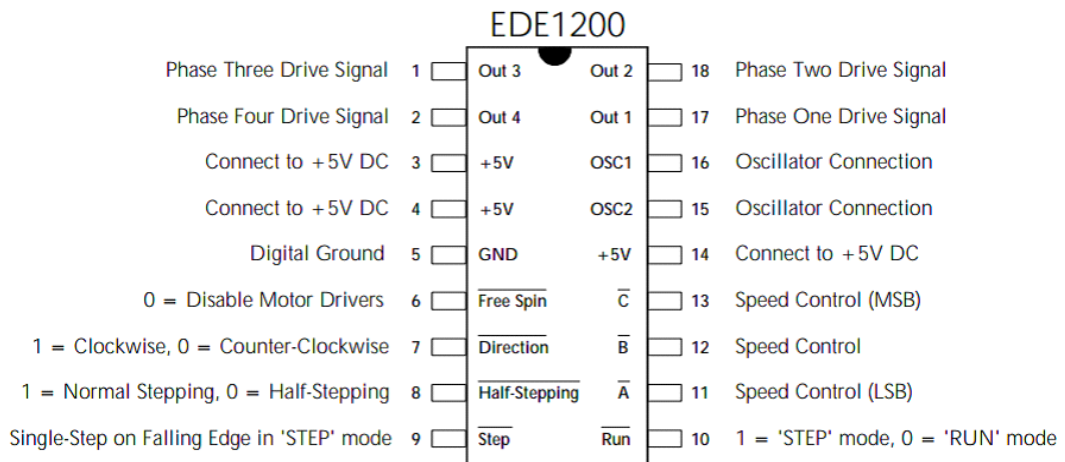 EDE1200
Phase Three Drive Signal 1 Out 3 Out 2 18 Phase Two Drive Signal
Phase Four Drive Signal 2 Out 4 Out 1 17 Phase One Drive Signal
Connect to +5V DC 3 +5V OSC1 16 Oscillator Connection
Connect to +5V DC 4 +5V OSC2 15 Oscillator Connection
Digital Ground 5 GND +5V 14 Connect to +5V DC
0 = Disable Motor Drivers 6 Free Spin C 13 Speed Control (MSB)
1 = Clockwise, 0 = Counter-Clockwise 7 Direction B 12 Speed Control
1 = Normal Stepping, 0 = Half-Stepping 8 Half-Stepping A 11 Speed Control (LSB)
Single-Step on Falling Edge in 'STEP' mode 9 Step Run 10 1 = 'STEP' mode, 0 = 'RUN' mode